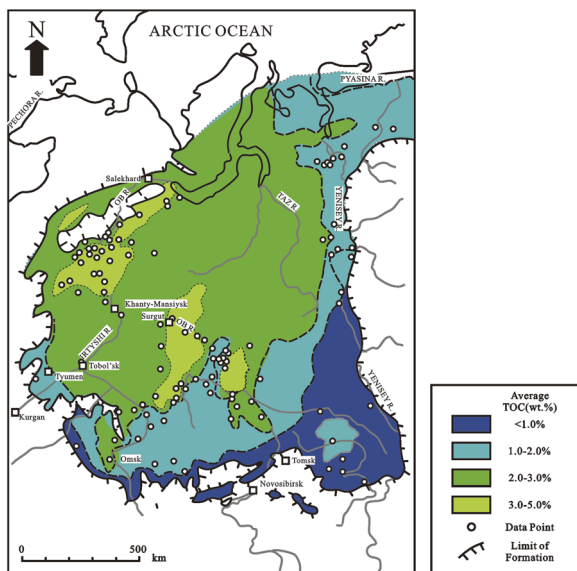 N
ARCTIC OCEAN
PYASINA R.
PECHORA R.
Salekhard
OB R.
TAZ R.
YENISEY R.
Khanty-Mansiysk
Surgut
OB R.
IRTYSHI R.
Tobol'sk
Tyumen
YENISEY R.
Kurgan
Omsk
Tomsk
Novosibirsk
0 500
km
Average
TOC(wt.%)
<1.0%
1.0-2.0%
2.0-3.0%
3.0-5.0%
Data Point
Limit of
Formation